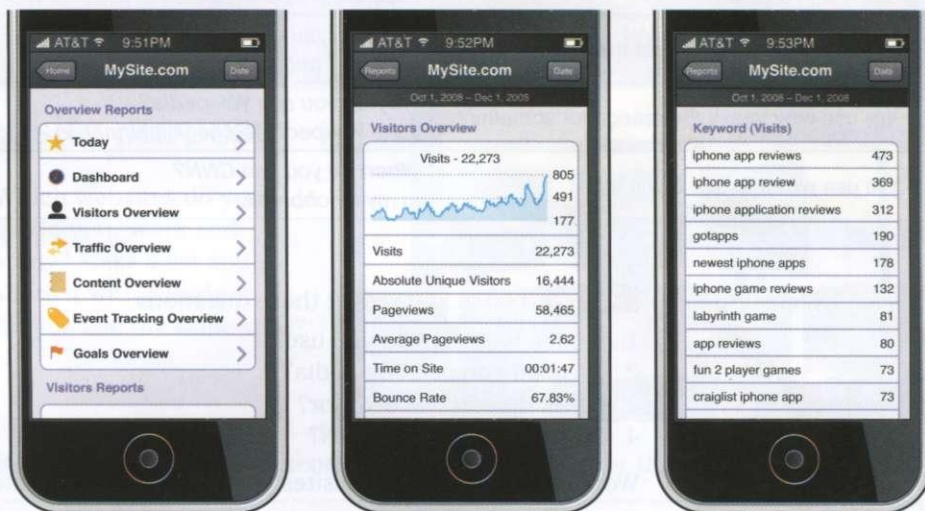 AT&T 9:51PM
Home MySite.com Date
Overview Reports
Today
Dashboard
Visitors Overview
Traffic Overview
Content Overview
Event Tracking Overview
Goals Overview
Visitors Reports
AT&T 9:52PM
Reports MySite.com Date
Oct 1, 2008 – Dec 1, 2008
Visitors Overview
Visits - 22,273
805
491
177
Visits 22,273
Absolute Unique Visitors 16,444
Pageviews 58,465
Average Pageviews 2.62
Time on Site 00:01:47
Bounce Rate 67.83%
AT&T 9:53PM
Reports MySite.com Date
Oct 1, 2008 – Dec 1, 2008
Keyword (Visits)
iphone app reviews 473
iphone app review 369
iphone application reviews 312
gotapps 190
newest iphone apps 178
iphone game reviews 132
labyrinth game 81
app reviews 80
fun 2 player games 73
craiglist iphone app 73